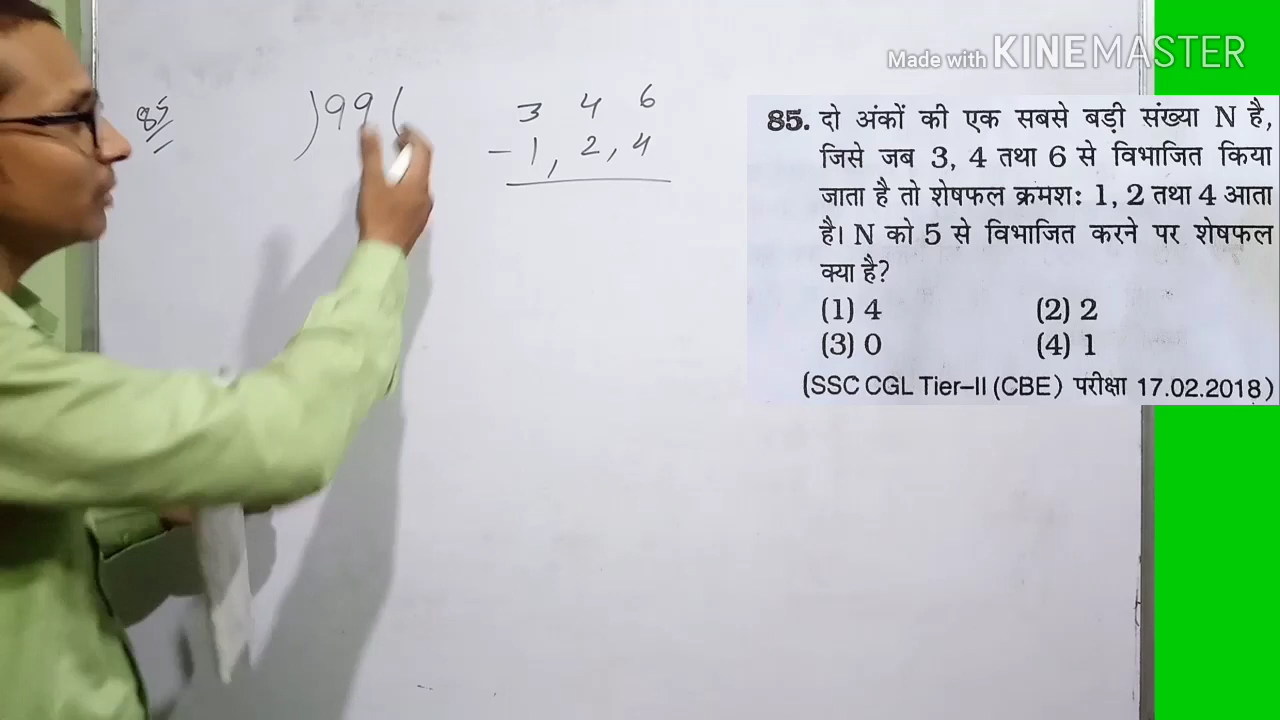 Made with KINEMASTER
85
)99(
3 4 6
- 1, 2, 4
85. दो अंकों की एक सबसे बड़ी संख्या N है,
जिसे जब 3, 4 तथा 6 से विभाजित किया
जाता है तो शेषफल क्रमश: 1, 2 तथा 4 आता
है। N को 5 से विभाजित करने पर शेषफल
क्या है?
(1) 4 (2) 2
(3) 0 (4) 1
(SSC CGL Tier–II (CBE) परीक्षा 17.02.2018)